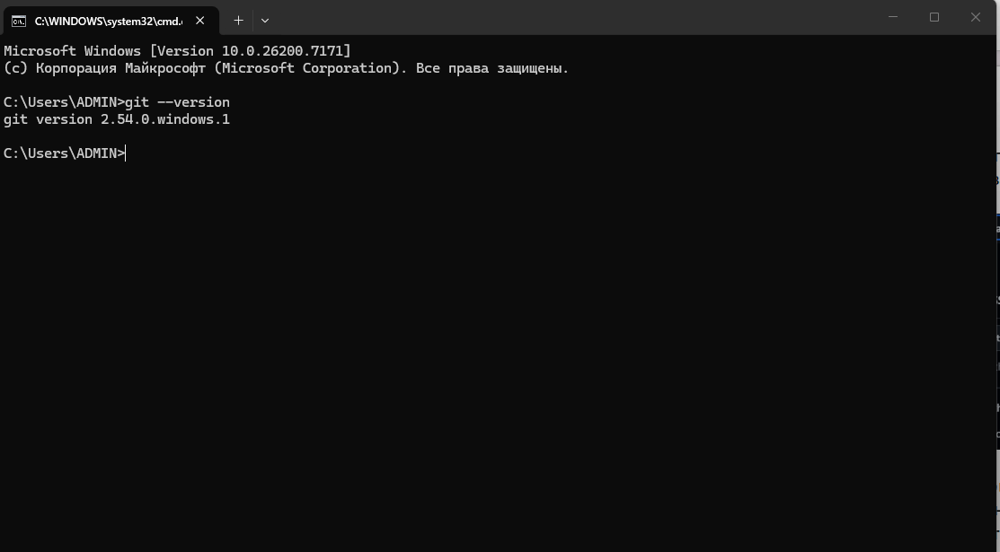 C:\WINDOWS\system32\cmd.
Microsoft Windows [Version 10.0.26200.7171]
(c) Корпорация Майкрософт (Microsoft Corporation). Все права защищены.
C:\Users\ADMIN>git --version
git version 2.54.0.windows.1
C:\Users\ADMIN>